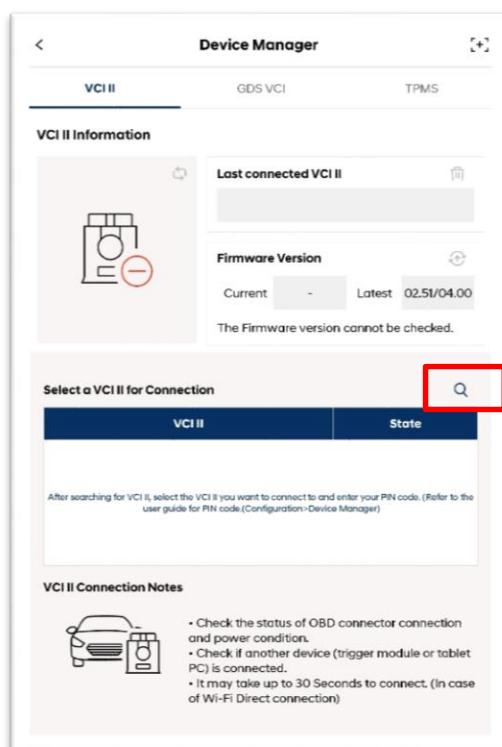 Device Manager
VCI II
GDS VCI
TPMS
VCI II Information
Last connected VCI II
Firmware Version
Current - Latest 02.51/04.00
The Firmware version cannot be checked.
Select a VCI II for Connection
VCI II State
After searching for VCI II, select the VCI II you want to connect to and enter your PIN code. (Refer to the
user guide for PIN code.(Configuration>Device Manager)
VCI II Connection Notes
• Check the status of OBD connector connection
and power condition.
• Check if another device (trigger module or tablet
PC) is connected.
• It may take up to 30 Seconds to connect. (In case
of Wi-Fi Direct connection)